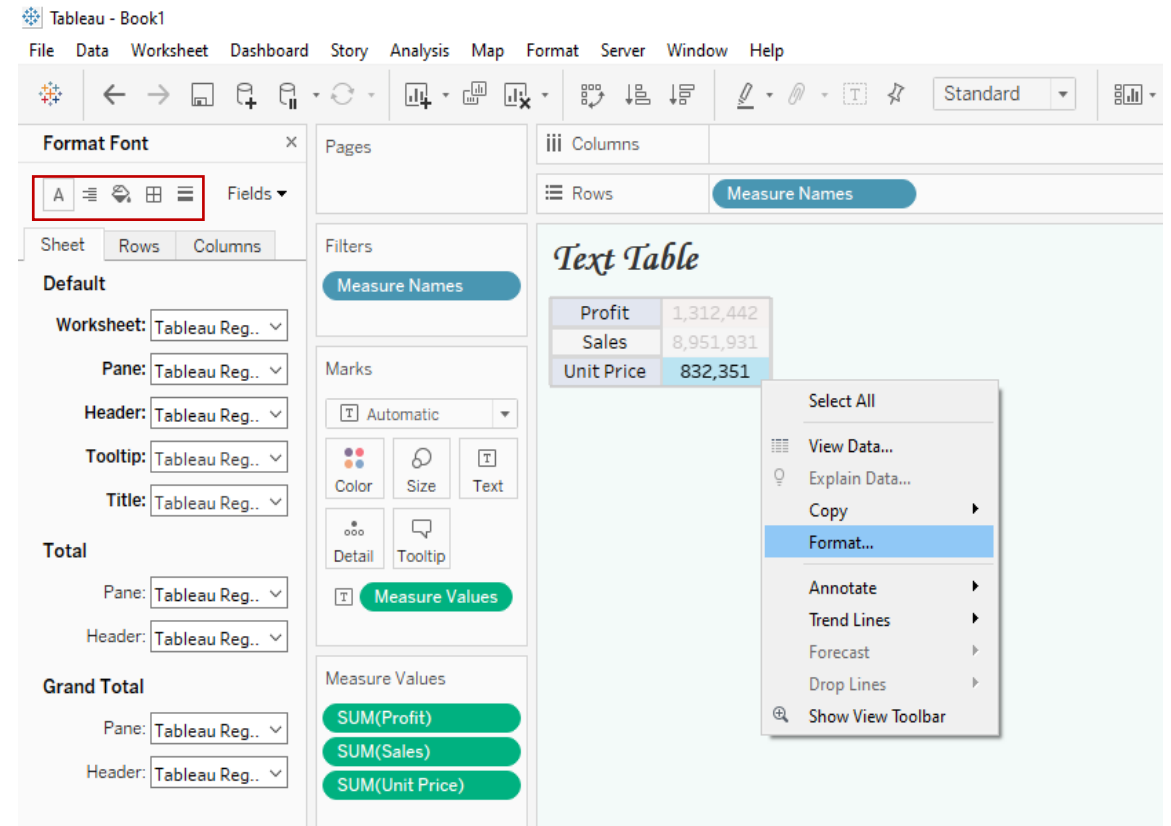 Tableau - Book1
File Data Worksheet Dashboard Story Analysis Map Format Server Window Help
Standard
Format Font ×
A Fields
Sheet Rows Columns
Default
Worksheet: Tableau Reg..
Pane: Tableau Reg..
Header: Tableau Reg..
Tooltip: Tableau Reg..
Title: Tableau Reg..
Total
Pane: Tableau Reg..
Header: Tableau Reg..
Grand Total
Pane: Tableau Reg..
Header: Tableau Reg..
Pages
Filters
Measure Names
Marks
T Automatic
Color Size Text
Detail Tooltip
T Measure Values
Measure Values
SUM(Profit)
SUM(Sales)
SUM(Unit Price)
Columns
Rows Measure Names
Text Table
Profit 1,312,442
Sales 8,951,931
Unit Price 832,351
Select All
View Data...
Explain Data...
Copy
Format...
Annotate
Trend Lines
Forecast
Drop Lines
Show View Toolbar